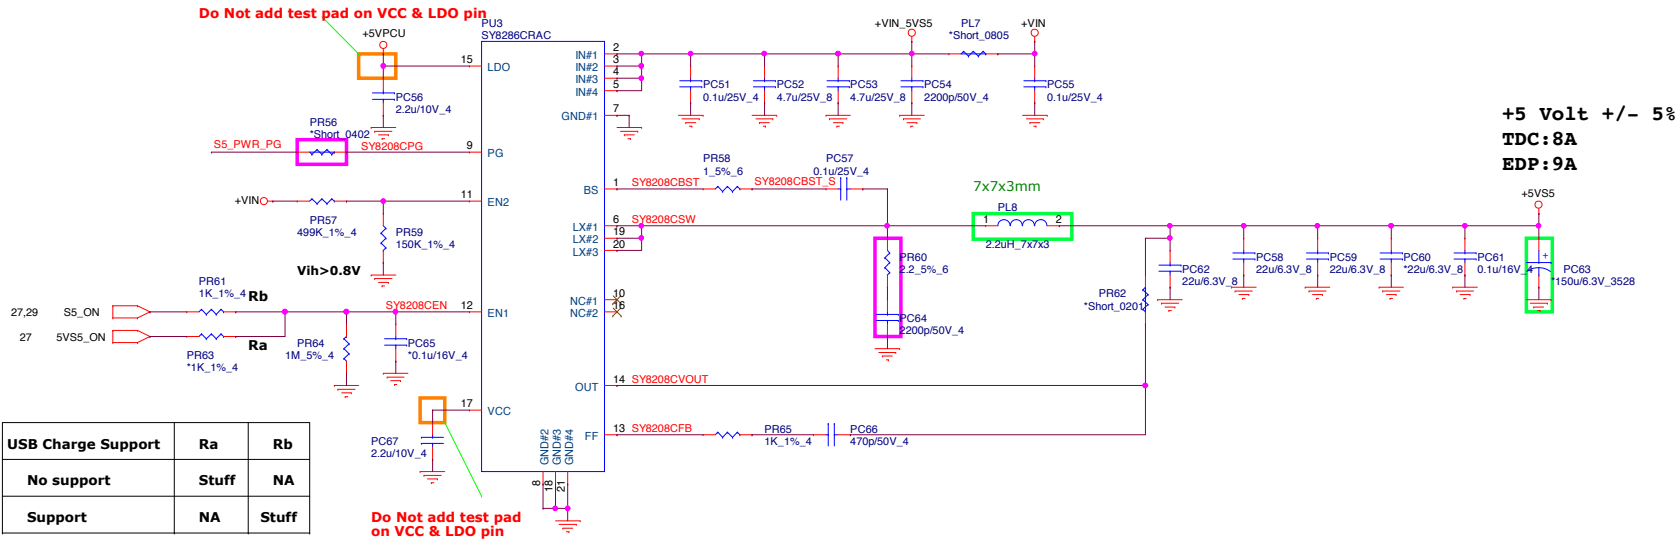 Do Not add test pad on VCC & LDO pin
+5VPCU
PC56
2.2u/10V_4
PU3
SY8286CRAC
15
LDO
PR56
*Short_0402
S5_PWR_PG
SY8208CPG
9
PG
+VIN
PR57
499K_1%_4
PR59
150K_1%_4
11
EN2
Vih>0.8V
PR61
1K_1%_4
Rb
27,29
S5_ON
27
5VS5_ON
PR63
*1K_1%_4
Ra
PR64
1M_5%_4
SY8208CEN
PC65
*0.1u/16V_4
12
EN1
17
VCC
PC67
2.2u/10V_4
Do Not add test pad
on VCC & LDO pin
USB Charge Support Ra Rb
No support Stuff NA
Support NA Stuff
IN#1
2
IN#2
3
IN#3
4
IN#4
5
GND#1
7
BS
1
LX#1
6
LX#2
19
LX#3
20
NC#1
10
NC#2
16
OUT
14
FF
13
GND#2
GND#3
GND#4
8
18
21
PC51
0.1u/25V_4
PC52
4.7u/25V_8
PC53
4.7u/25V_8
+VIN_5VS5
PC54
2200p/50V_4
PL7
*Short_0805
+VIN
PC55
0.1u/25V_4
SY8208CBST
PR58
1_5%_6
SY8208CBST_S
PC57
0.1u/25V_4
SY8208CSW
PR60
2.2_5%_6
PC64
2200p/50V_4
7x7x3mm
PL8
1
2
2.2uH_7x7x3
SY8208CVOUT
SY8208CFB
PR65
1K_1%_4
PC66
470p/50V_4
PR62
*Short_0201
PC62
22u/6.3V_8
PC58
22u/6.3V_8
PC59
22u/6.3V_8
PC60
*22u/6.3V_8
PC61
0.1u/16V_4
+5VS5
+
PC63
*150u/6.3V_3528
+5 Volt +/- 5%
TDC:8A
EDP:9A